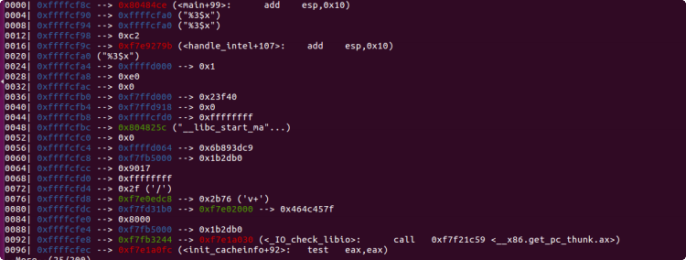 0000| 0xffffcf8c --> 0x80484ce (<main+99>: add esp,0x10)
0004| 0xffffcf90 --> 0xffffcfa0 ("%3$x")
0008| 0xffffcf94 --> 0xffffcfa0 ("%3$x")
0012| 0xffffcf98 --> 0xc2
0016| 0xffffcf9c --> 0xf7e9279b (<handle_intel+107>: add esp,0x10)
0020| 0xffffcfa0 ("%3$x")
0024| 0xffffcfa4 --> 0xffffd000 --> 0x1
0028| 0xffffcfa8 --> 0xe0
0032| 0xffffcfac --> 0x0
0036| 0xffffcfb0 --> 0xf7ffd000 --> 0x23f40
0040| 0xffffcfb4 --> 0xf7ffd918 --> 0x0
0044| 0xffffcfb8 --> 0xffffcfd0 --> 0xffffffff
0048| 0xffffcfbc --> 0x804825c ("__libc_start_ma"...)
0052| 0xffffcfc0 --> 0x0
0056| 0xffffcfc4 --> 0xffffd064 --> 0x6b893dc9
0060| 0xffffcfc8 --> 0xf7fb5000 --> 0x1b2db0
0064| 0xffffcfcc --> 0x9017
0068| 0xffffcfd0 --> 0xffffffff
0072| 0xffffcfd4 --> 0x2f ('/')
0076| 0xffffcfd8 --> 0xf7e0edc8 --> 0x2b76 ('v+')
0080| 0xffffcfdc --> 0xf7fd31b0 --> 0xf7e02000 --> 0x464c457f
0084| 0xffffcfe0 --> 0x8000
0088| 0xffffcfe4 --> 0xf7fb5000 --> 0x1b2db0
0092| 0xffffcfe8 --> 0xf7fb3244 --> (<_IO_check_libio>: call 0xf7f21c59 <__x86.get_pc_thunk.ax>)
0096| 0xffffcfec --> 0xf7e1a0fc (<init_cacheinfo+92>: test eax,eax)